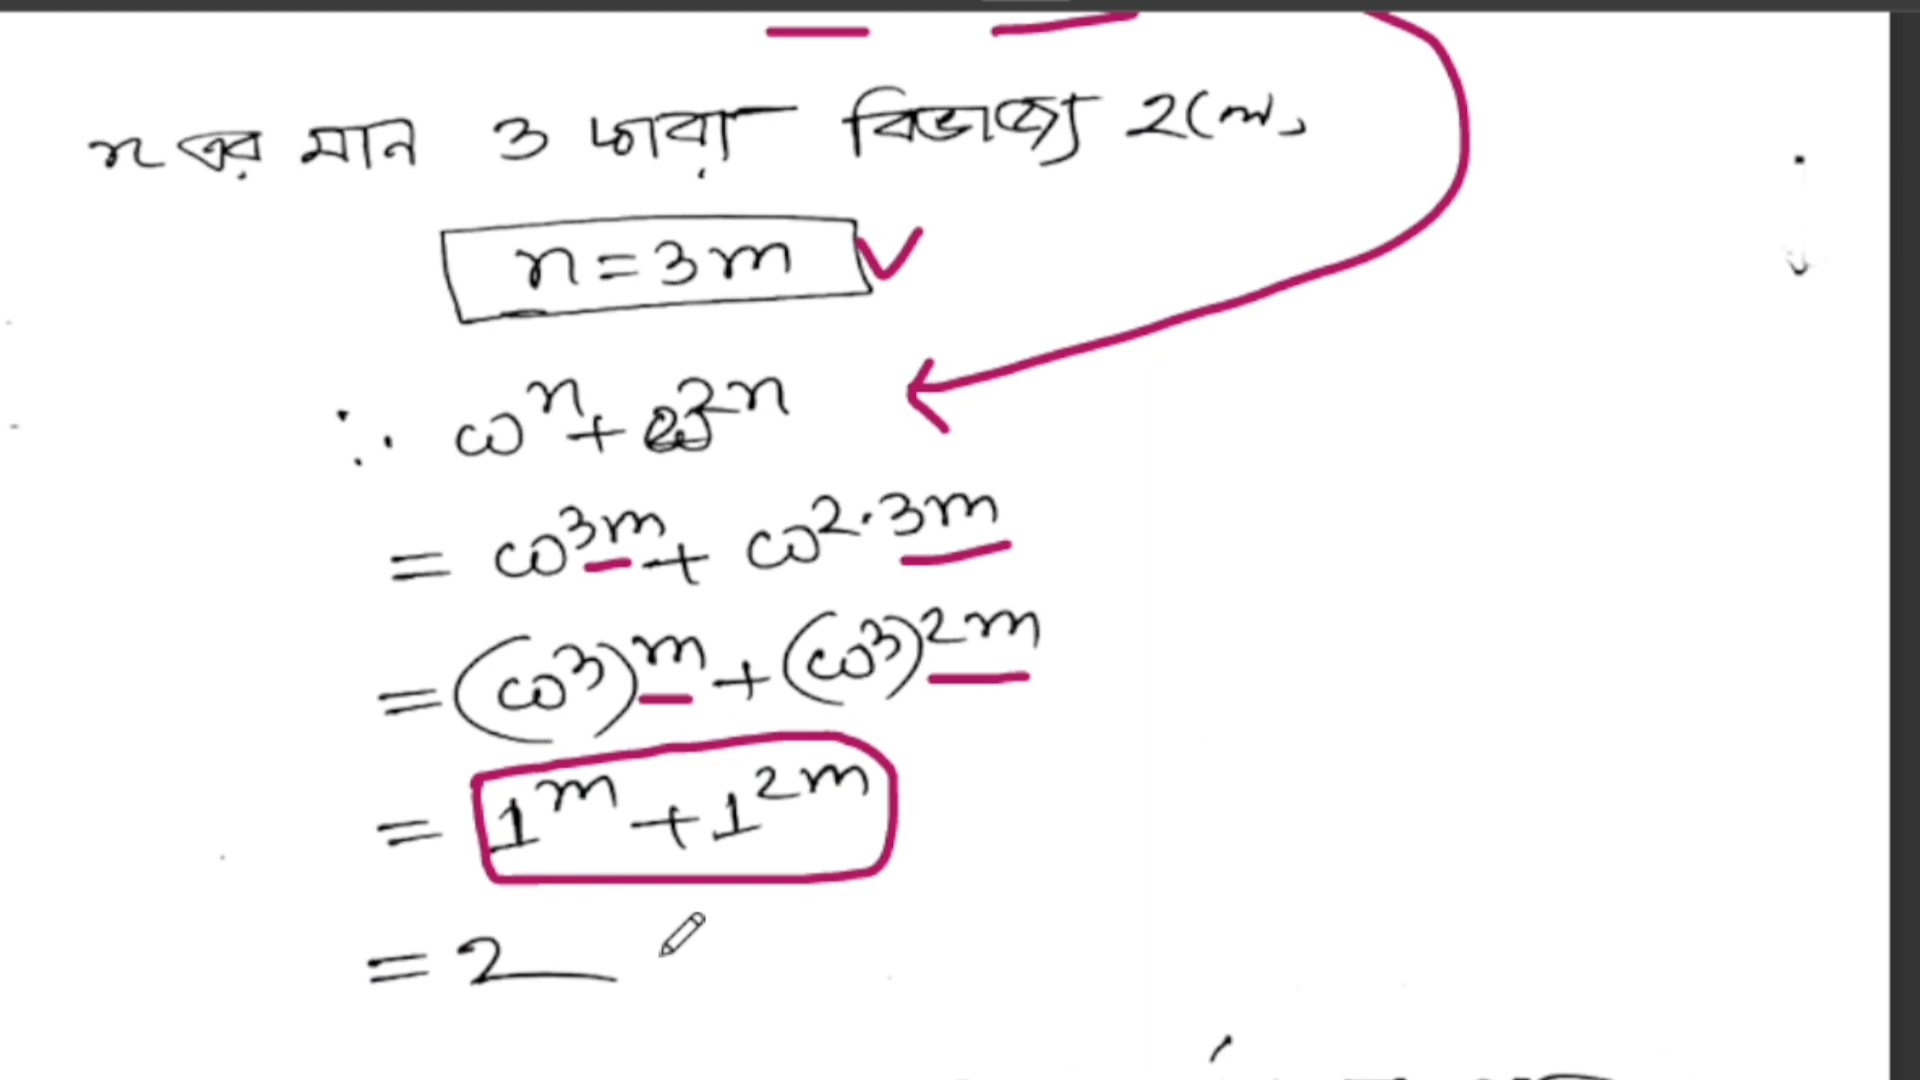 n এর মান 3 দ্বারা বিভাজ্য হলে,
n = 3m
∴ ω^n + ω^2n
= ω^3m + ω^2·3m
= (ω^3)^m + (ω^3)^2m
= 1^m + 1^2m
= 2